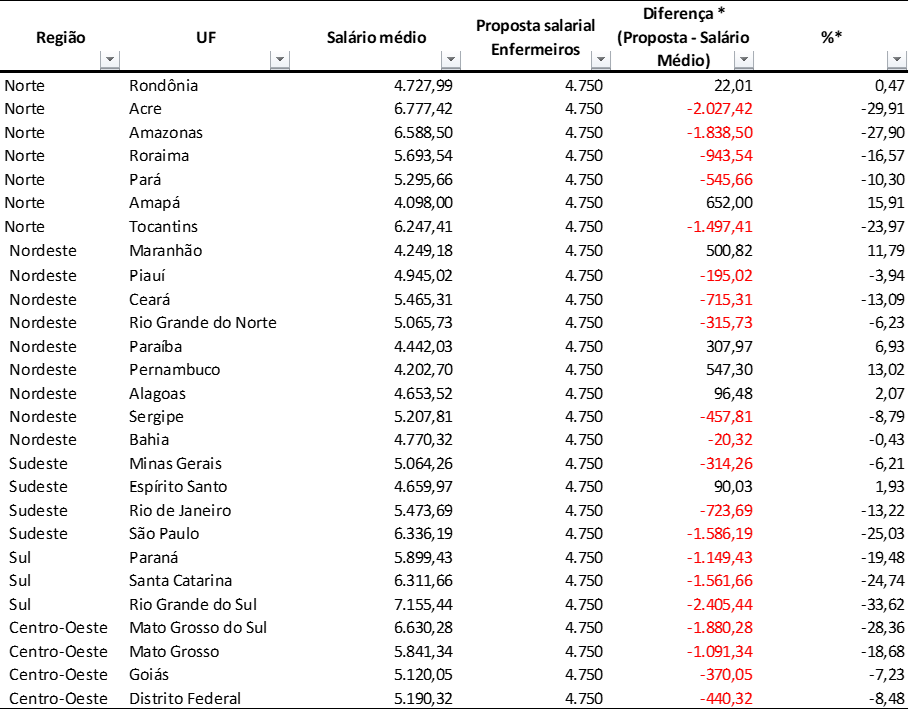 Região UF Salário médio Proposta salarial Enfermeiros Diferença * (Proposta - Salário Médio) %*
Norte Rondônia 4.727,99 4.750 22,01 0,47
Norte Acre 6.777,42 4.750 -2.027,42 -29,91
Norte Amazonas 6.588,50 4.750 -1.838,50 -27,90
Norte Roraima 5.693,54 4.750 -943,54 -16,57
Norte Pará 5.295,66 4.750 -545,66 -10,30
Norte Amapá 4.098,00 4.750 652,00 15,91
Norte Tocantins 6.247,41 4.750 -1.497,41 -23,97
Nordeste Maranhão 4.249,18 4.750 500,82 11,79
Nordeste Piauí 4.945,02 4.750 -195,02 -3,94
Nordeste Ceará 5.465,31 4.750 -715,31 -13,09
Nordeste Rio Grande do Norte 5.065,73 4.750 -315,73 -6,23
Nordeste Paraíba 4.442,03 4.750 307,97 6,93
Nordeste Pernambuco 4.202,70 4.750 547,30 13,02
Nordeste Alagoas 4.653,52 4.750 96,48 2,07
Nordeste Sergipe 5.207,81 4.750 -457,81 -8,79
Nordeste Bahia 4.770,32 4.750 -20,32 -0,43
Sudeste Minas Gerais 5.064,26 4.750 -314,26 -6,21
Sudeste Espírito Santo 4.659,97 4.750 90,03 1,93
Sudeste Rio de Janeiro 5.473,69 4.750 -723,69 -13,22
Sudeste São Paulo 6.336,19 4.750 -1.586,19 -25,03
Sul Paraná 5.899,43 4.750 -1.149,43 -19,48
Sul Santa Catarina 6.311,66 4.750 -1.561,66 -24,74
Sul Rio Grande do Sul 7.155,44 4.750 -2.405,44 -33,62
Centro-Oeste Mato Grosso do Sul 6.630,28 4.750 -1.880,28 -28,36
Centro-Oeste Mato Grosso 5.841,34 4.750 -1.091,34 -18,68
Centro-Oeste Goiás 5.120,05 4.750 -370,05 -7,23
Centro-Oeste Distrito Federal 5.190,32 4.750 -440,32 -8,48